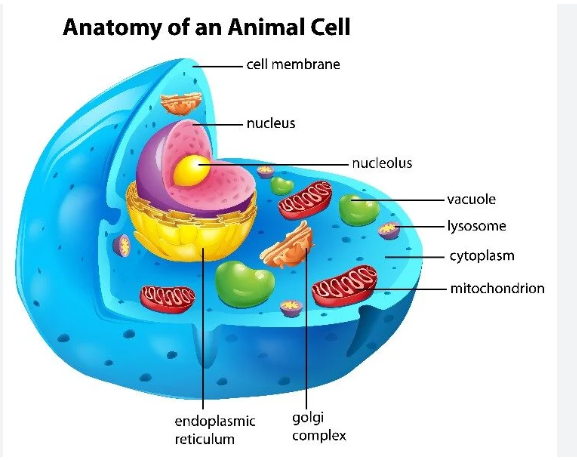 Anatomy of an Animal Cell
cell membrane
nucleus
nucleolus
vacuole
lysosome
cytoplasm
mitochondrion
endoplasmic
reticulum
golgi
complex